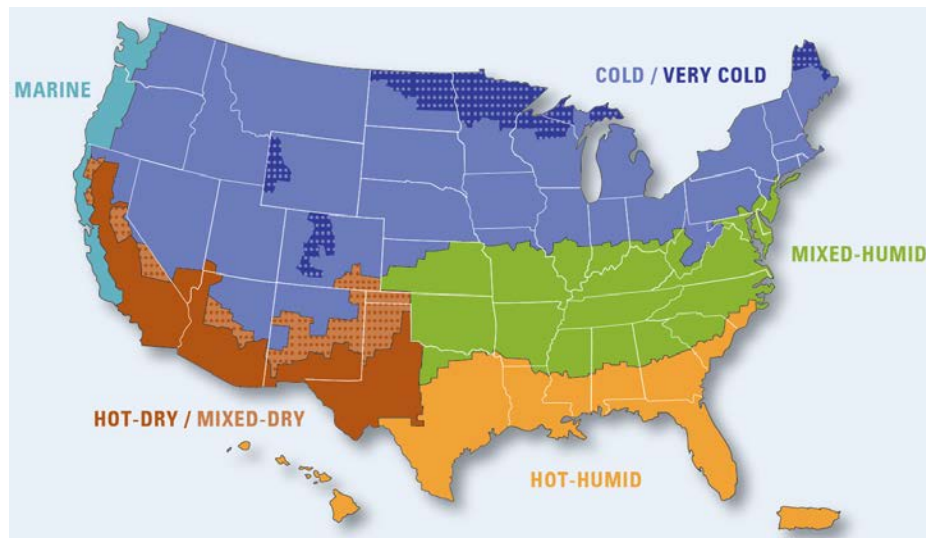 COLD / VERY COLD
MARINE
MIXED-HUMID
HOT-DRY / MIXED-DRY
HOT-HUMID